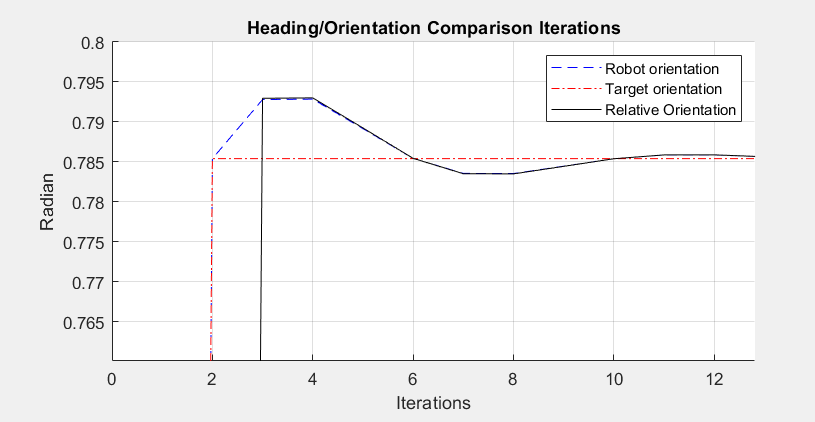 Heading/Orientation Comparison Iterations
0.8
0.795
0.79
0.785
0.78
0.775
0.77
0.765
Radian
Robot orientation
Target orientation
Relative Orientation
0 2 4 6 8 10 12
Iterations